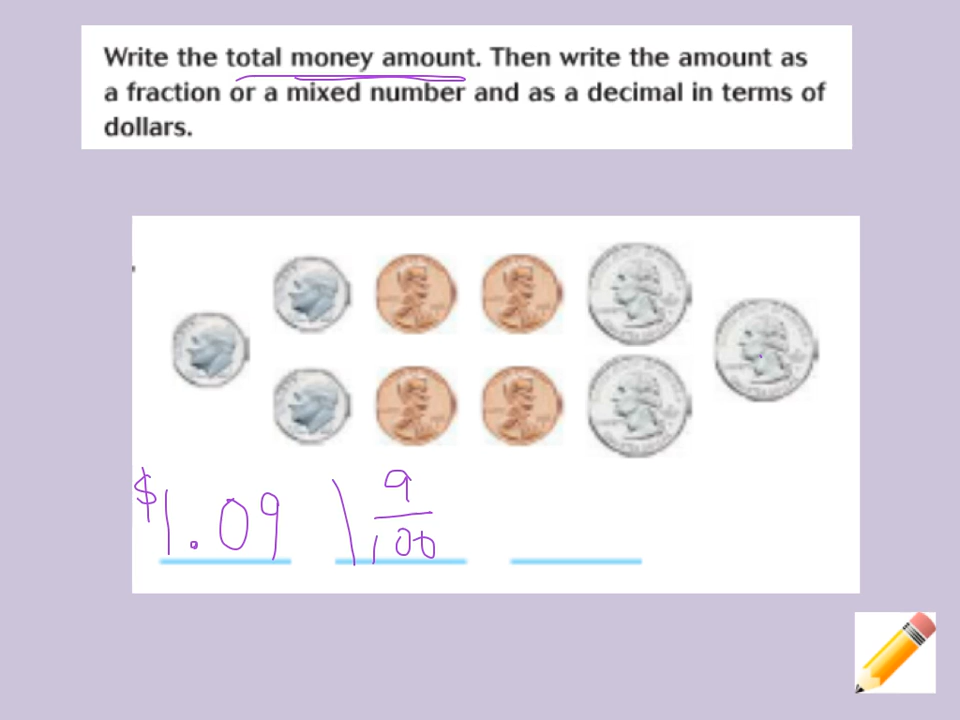 Write the total money amount. Then write the amount as
a fraction or a mixed number and as a decimal in terms of
dollars.
$1.09 1 9/100